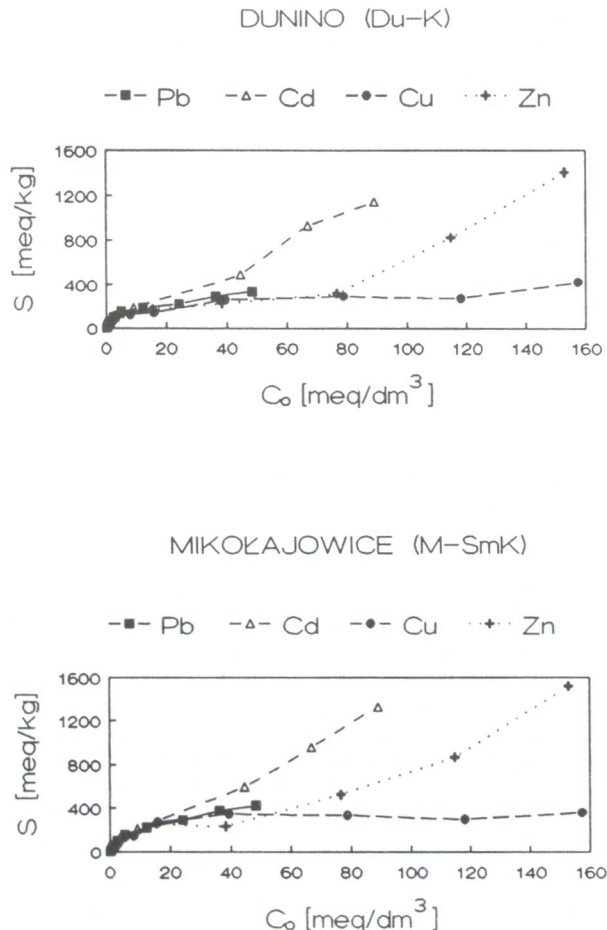 DUNINO (Du-K)
Pb Cd Cu Zn
1600
1200
800
400
0
S [meq/kg]
0 20 40 60 80 100 120 140 160
C₀ [meq/dm³]
MIKOŁAJOWICE (M-SmK)
Pb Cd Cu Zn
1600
1200
800
400
0
S [meq/kg]
0 20 40 60 80 100 120 140 160
C₀ [meq/dm³]